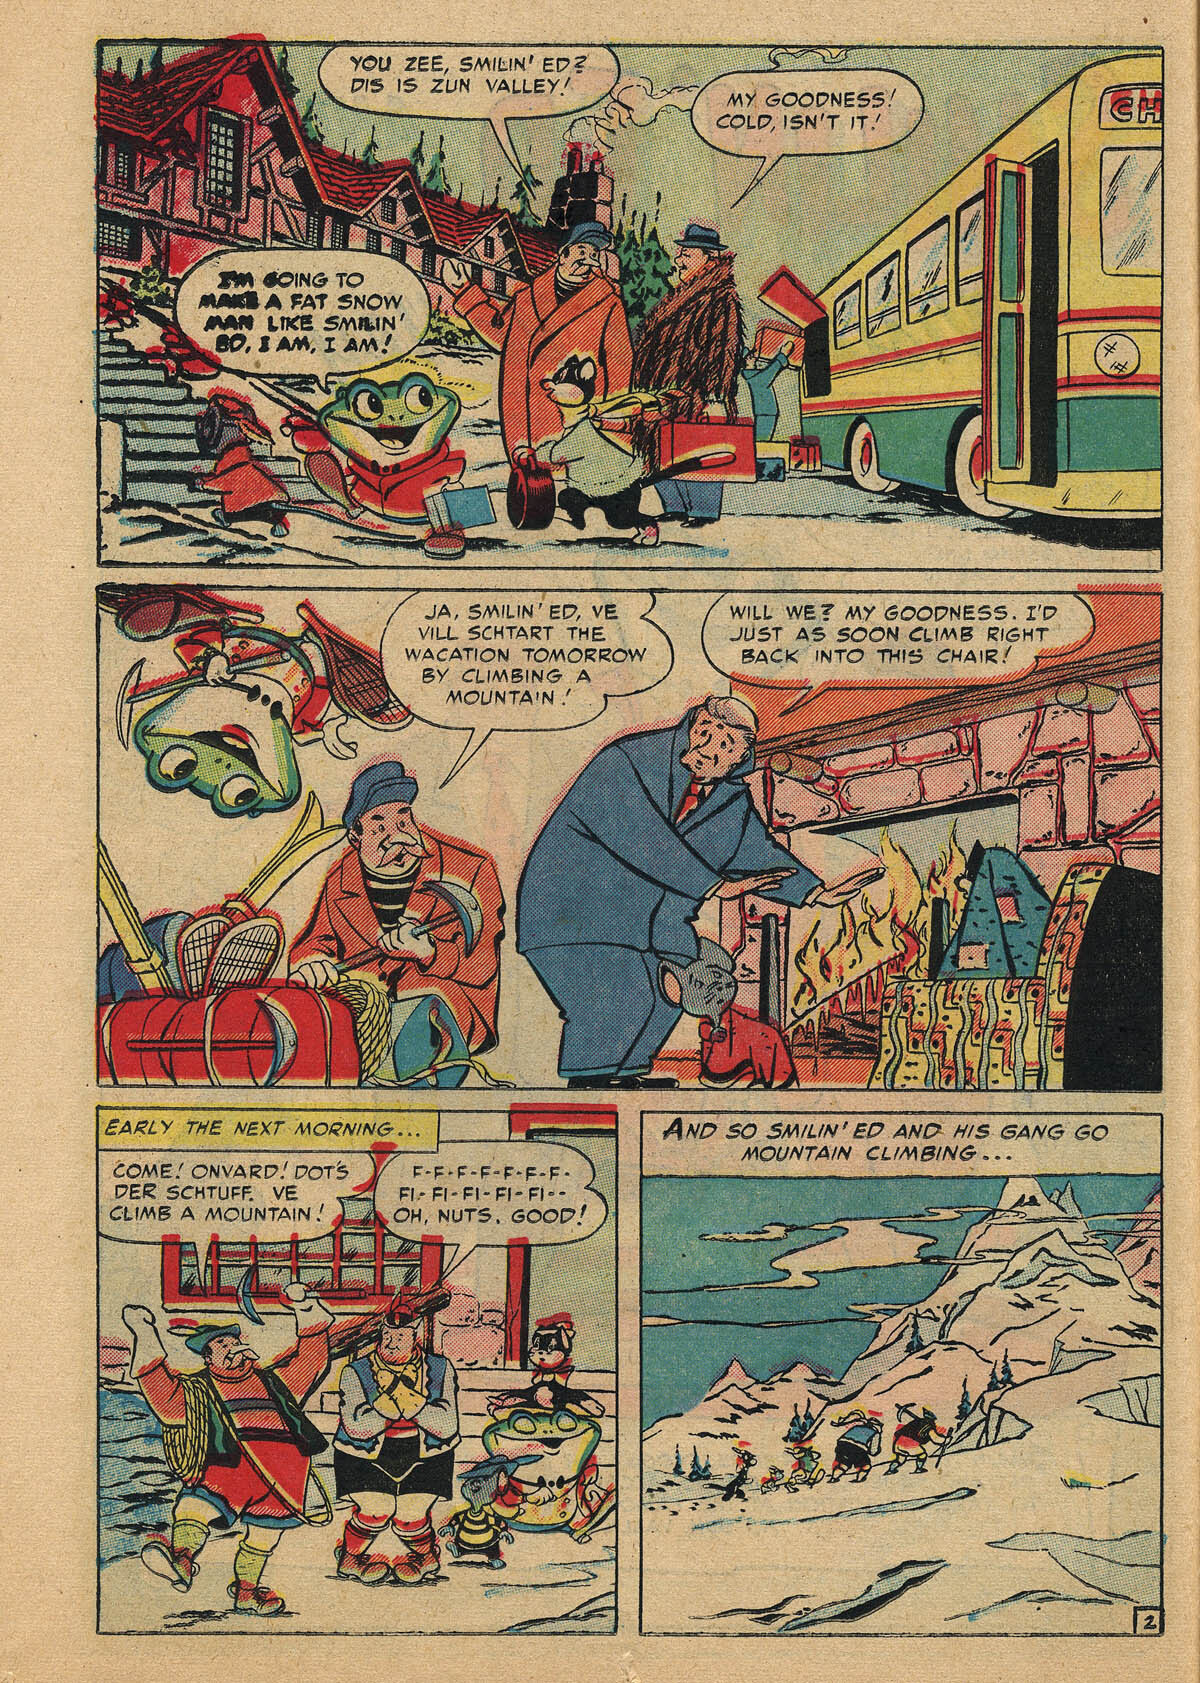 YOU ZEE, SMILIN' ED?
DIS IS ZUN VALLEY!
MY GOODNESS!
COLD, ISN'T IT!
CH
I'M GOING TO
MAKE A FAT SNOW
MAN LIKE SMILIN'
ED, I AM, I AM!
JA, SMILIN' ED, VE
VILL SCHTART THE
WACATION TOMORROW
BY CLIMBING A
MOUNTAIN!
WILL WE? MY GOODNESS. I'D
JUST AS SOON CLIMB RIGHT
BACK INTO THIS CHAIR!
EARLY THE NEXT MORNING...
COME! ONVARD! DOT'S
DER SCHTUFF. VE
CLIMB A MOUNTAIN!
F-F-F-F-F-F-F-
FI-FI-FI-FI-FI--
OH, NUTS. GOOD!
AND SO SMILIN' ED AND HIS GANG GO
MOUNTAIN CLIMBING...
2